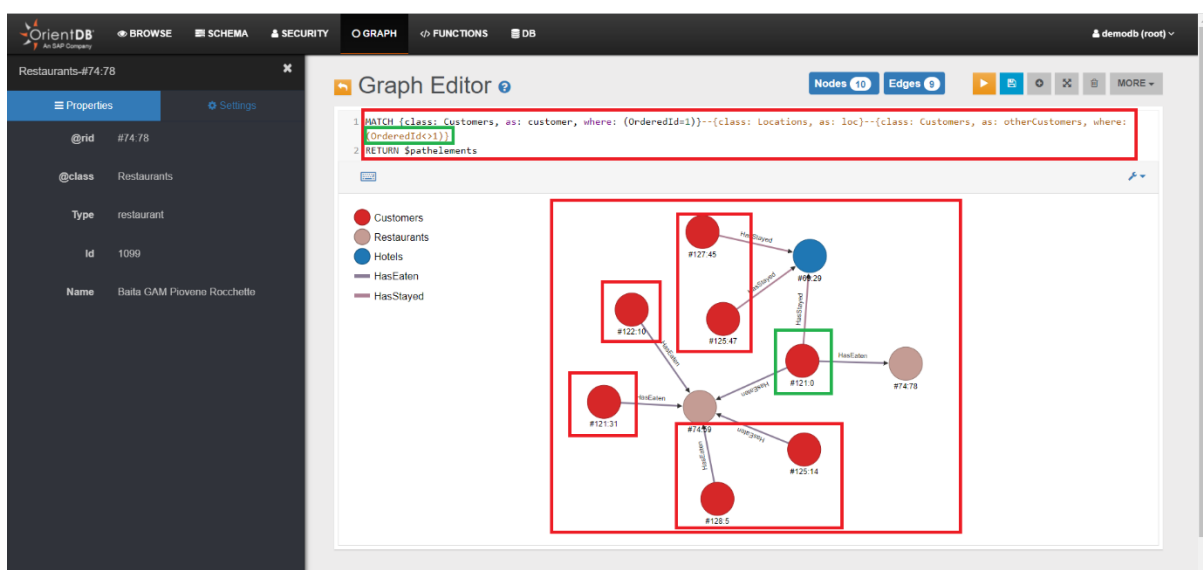 OrientDB
An SAP Company
BROWSE
SCHEMA
SECURITY
GRAPH
FUNCTIONS
DB
demodb (root)
Restaurants-#74:78
Properties
Settings
@rid #74:78
@class Restaurants
Type restaurant
Id 1099
Name Baita GAM Piovene Rocchette
Graph Editor
Nodes 10
Edges 9
MORE
1 MATCH {class: Customers, as: customer, where: (OrderedId=1)}--{class: Locations, as: loc}--{class: Customers, as: otherCustomers, where:
(OrderedId<>1)}
2 RETURN $pathelements
Customers
Restaurants
Hotels
HasEaten
HasStayed
HasStayed
#127:45
#69:29
HasStayed
#125:47
HasStayed
#122:10
HasEaten
HasEaten
#121:0
#74:78
HasEaten
HasEaten
#121:31
#74:59
HasEaten
#125:14
HasEaten
#128:5